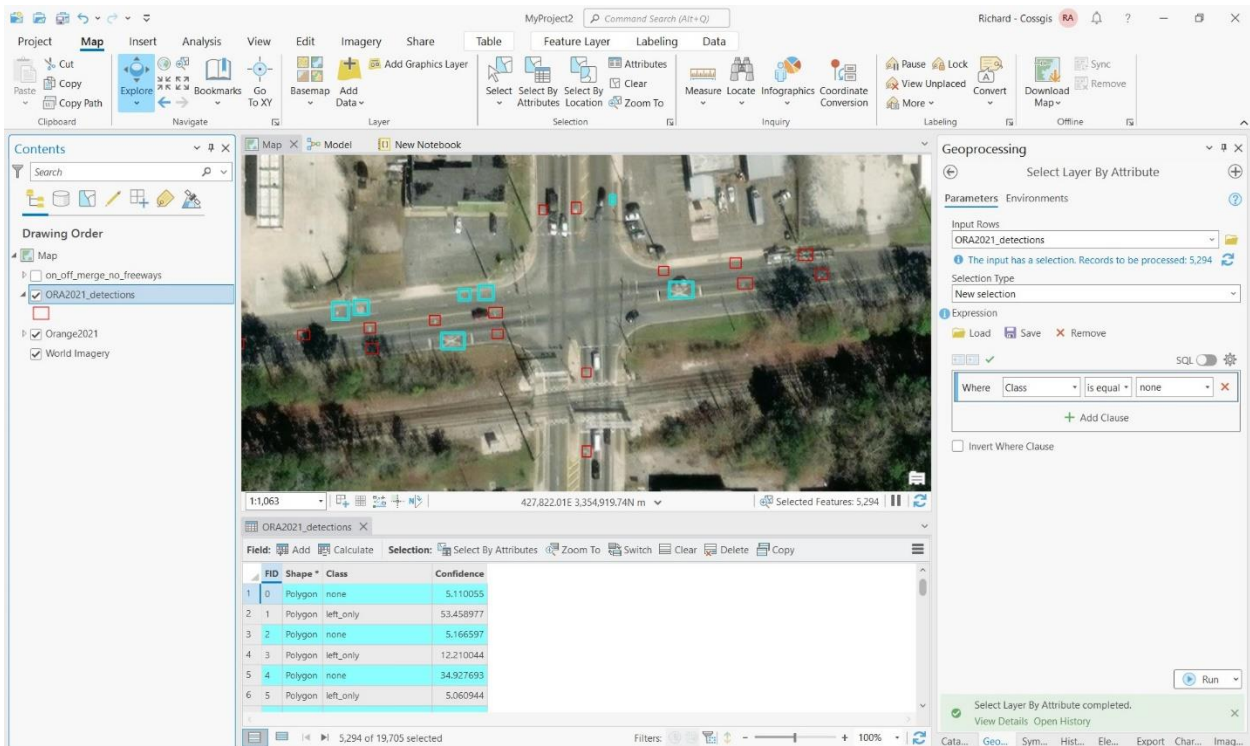 MyProject2
Command Search (Alt+Q)
Richard - Cossgis RA ?
Project Map Insert Analysis View Edit Imagery Share Table Feature Layer Labeling Data
Paste
Cut
Copy
Copy Path
Clipboard
Explore
Bookmarks
Go To XY
Navigate
Basemap
Add Data
Add Graphics Layer
Layer
Select
Select By Attributes
Select By Location
Attributes
Clear
Zoom To
Selection
Measure
Locate
Infographics
Coordinate Conversion
Inquiry
Pause
Lock
View Unplaced
More
Convert
Labeling
Download Map
Sync
Remove
Offline
Contents
Search
Drawing Order
Map
on_off_merge_no_freeways
ORA2021_detections
Orange2021
World Imagery
Map Model New Notebook
1:1,063
427,822.01E 3,354,919.74N m
Selected Features: 5,294
ORA2021_detections
Field: Add Calculate Selection: Select By Attributes Zoom To Switch Clear Delete Copy
FID Shape * Class Confidence
1 0 Polygon none 5.110055
2 1 Polygon left_only 53.458977
3 2 Polygon none 5.166597
4 3 Polygon left_only 12.210044
5 4 Polygon none 34.927693
6 5 Polygon left_only 5.060944
5,294 of 19,705 selected
Filters:
- + 100%
Geoprocessing
Select Layer By Attribute
Parameters Environments
Input Rows
ORA2021_detections
The input has a selection. Records to be processed: 5,294
Selection Type
New selection
Expression
Load Save Remove
SQL
Where Class is equal none
Add Clause
Invert Where Clause
Run
Select Layer By Attribute completed.
View Details Open History
Cata... Geo... Sym... Hist... Ele... Export Char... Imag...